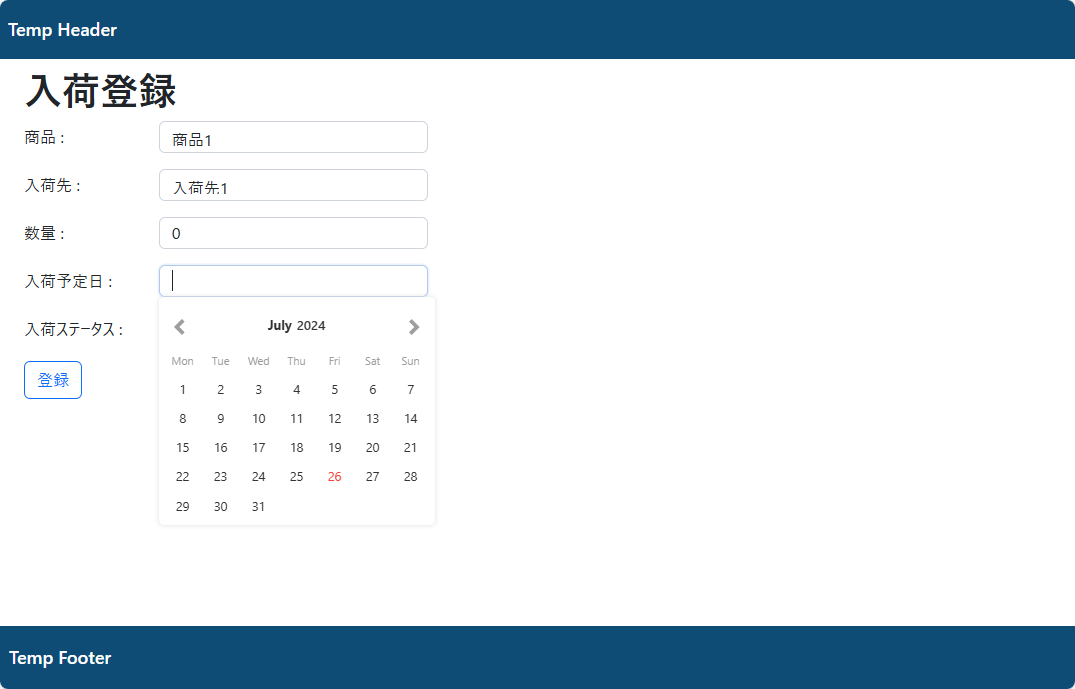 Temp Header
入荷登録
商品 :
商品1
入荷先 :
入荷先1
数量 :
0
入荷予定日 :
July 2024
Mon Tue Wed Thu Fri Sat Sun
1 2 3 4 5 6 7
8 9 10 11 12 13 14
15 16 17 18 19 20 21
22 23 24 25 26 27 28
29 30 31
入荷ステータス :
登録
Temp Footer